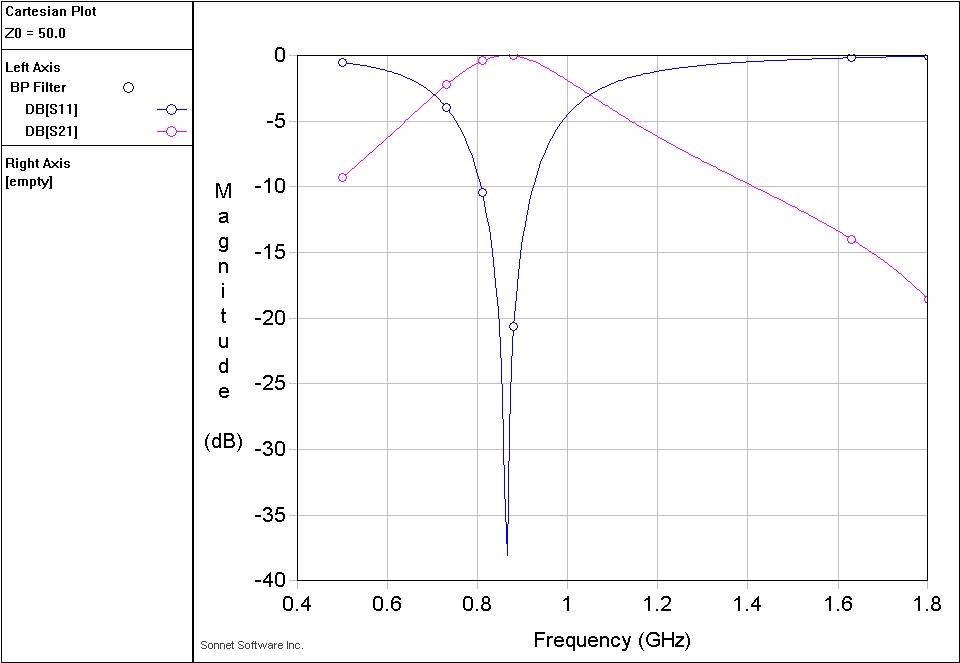 Cartesian Plot
Z0 = 50.0
Left Axis
BP Filter
DB[S11]
DB[S21]
Right Axis
[empty]
Magnitude
(dB)
0
-5
-10
-15
-20
-25
-30
-35
-40
0.4 0.6 0.8 1 1.2 1.4 1.6 1.8
Frequency (GHz)
Sonnet Software Inc.